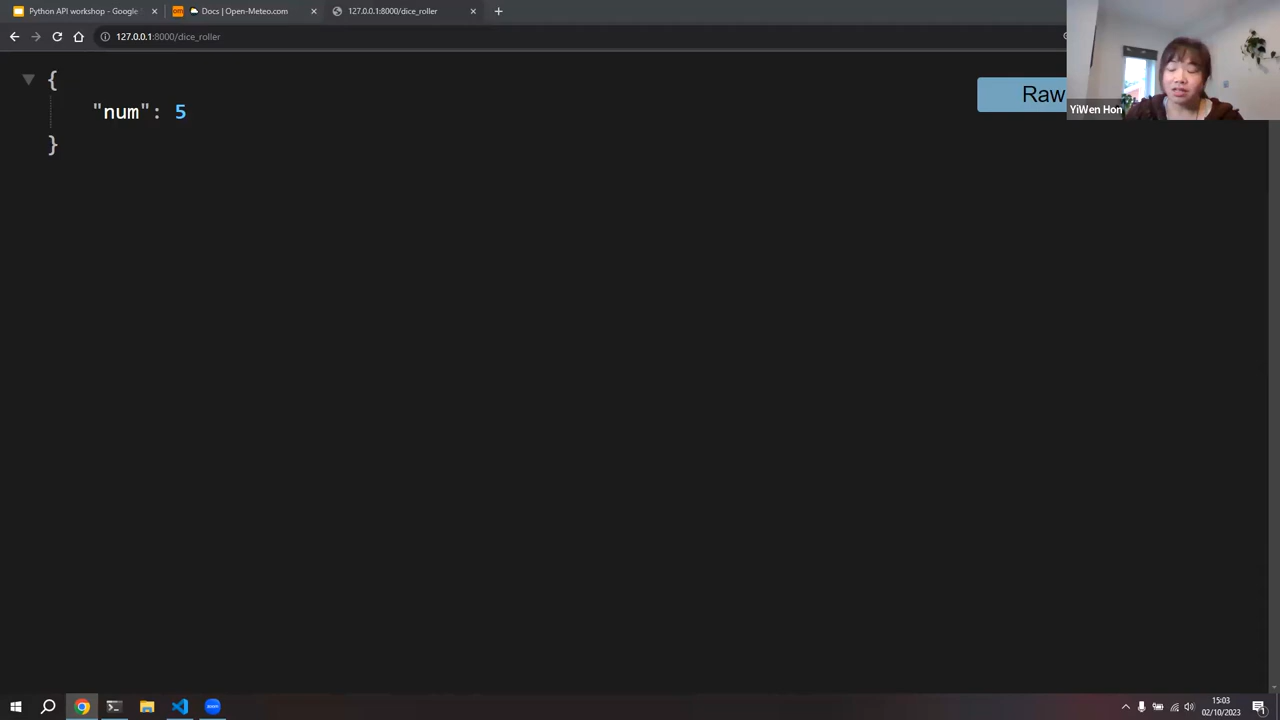 Python API workshop - Google
Docs | Open-Meteo.com
127.0.0.1:8000/dice_roller
127.0.0.1:8000/dice_roller
{
"num": 5
}
Raw
YiWen Hon
15:03
02/10/2023